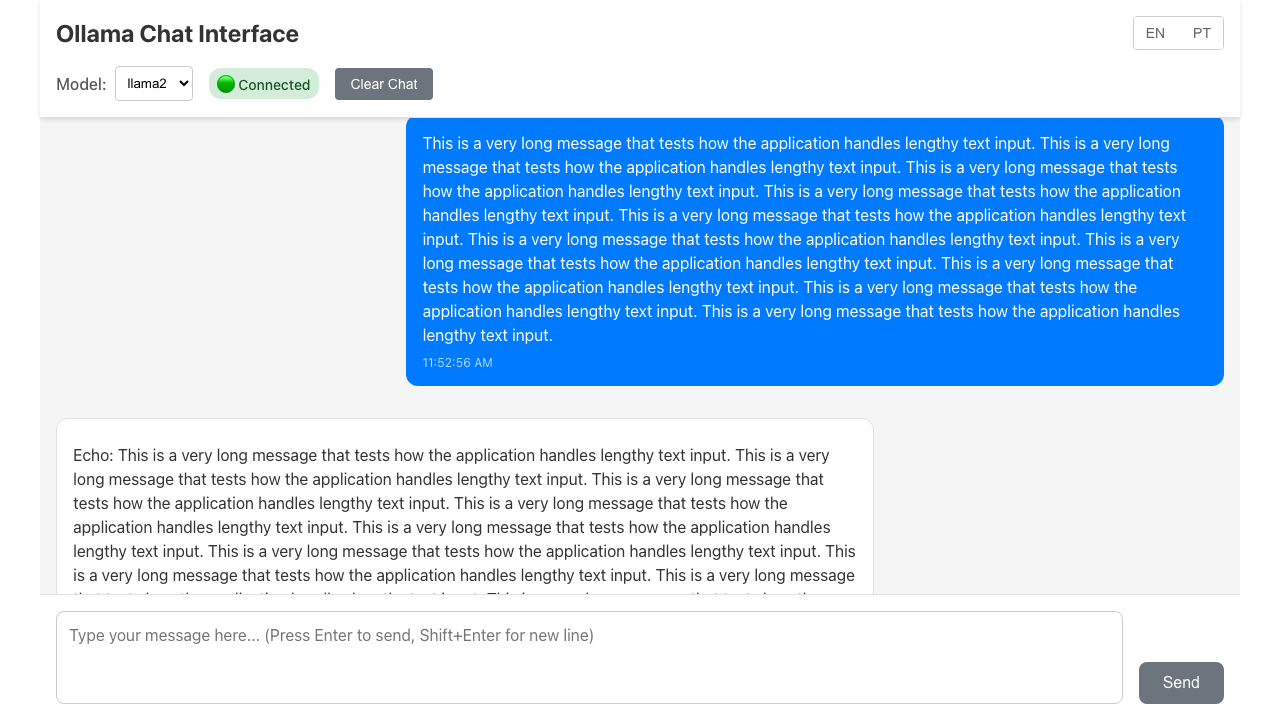 Ollama Chat Interface
EN PT
Model: llama2 Connected Clear Chat
This is a very long message that tests how the application handles lengthy text input. This is a very long
message that tests how the application handles lengthy text input. This is a very long message that tests
how the application handles lengthy text input. This is a very long message that tests how the application
handles lengthy text input. This is a very long message that tests how the application handles lengthy text
input. This is a very long message that tests how the application handles lengthy text input. This is a very
long message that tests how the application handles lengthy text input. This is a very long message that
tests how the application handles lengthy text input. This is a very long message that tests how the
application handles lengthy text input. This is a very long message that tests how the application handles
lengthy text input.
11:52:56 AM
Echo: This is a very long message that tests how the application handles lengthy text input. This is a very
long message that tests how the application handles lengthy text input. This is a very long message that
tests how the application handles lengthy text input. This is a very long message that tests how the
application handles lengthy text input. This is a very long message that tests how the application handles
lengthy text input. This is a very long message that tests how the application handles lengthy text input. This
is a very long message that tests how the application handles lengthy text input. This is a very long message
Type your message here... (Press Enter to send, Shift+Enter for new line)
Send